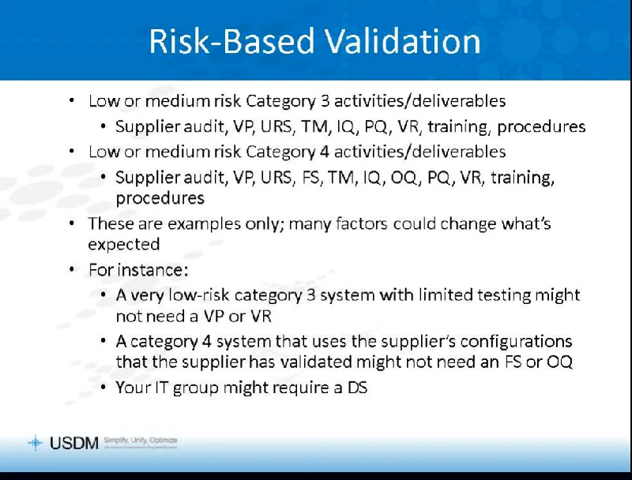 Risk-Based Validation
• Low or medium risk Category 3 activities/deliverables
• Supplier audit, VP, URS, TM, IQ, PQ, VR, training, procedures
• Low or medium risk Category 4 activities/deliverables
• Supplier audit, VP, URS, FS, TM, IQ, OQ, PQ, VR, training,
procedures
• These are examples only; many factors could change what's
expected
• For instance:
• A very low-risk category 3 system with limited testing might
not need a VP or VR
• A category 4 system that uses the supplier's configurations
that the supplier has validated might not need an FS or OQ
• Your IT group might require a DS
USDM Simplify, Unify, Optimize